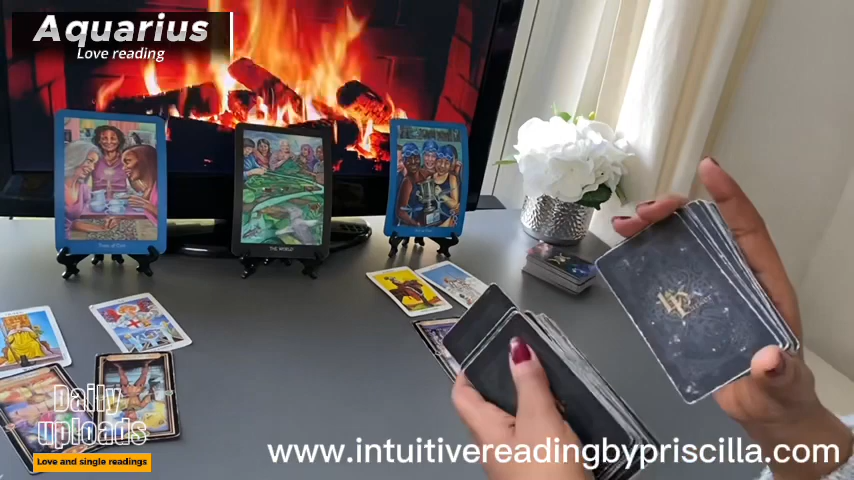 Aquarius
Love reading
THE WORLD
Daily
uploads
Love and single readings
www.intuitivereadingbypriscilla.com